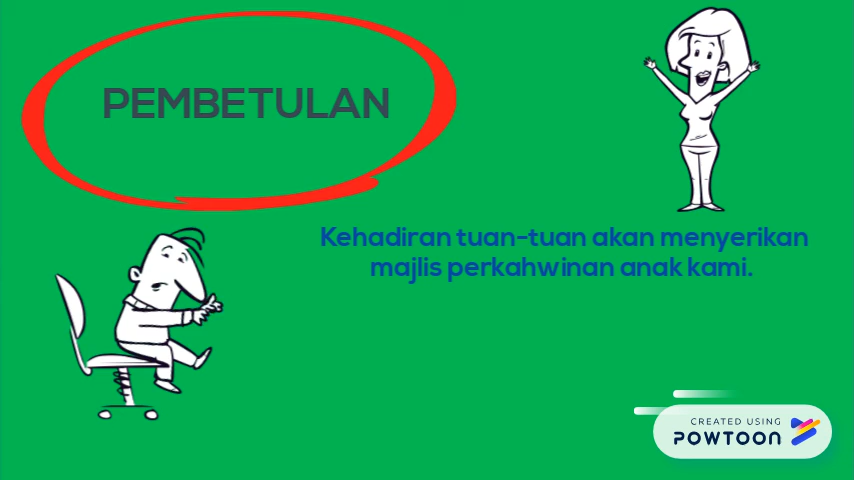 PEMBETULAN
Kehadiran tuan-tuan akan menyerikan
majlis perkahwinan anak kami.
CREATED USING
POWTOON